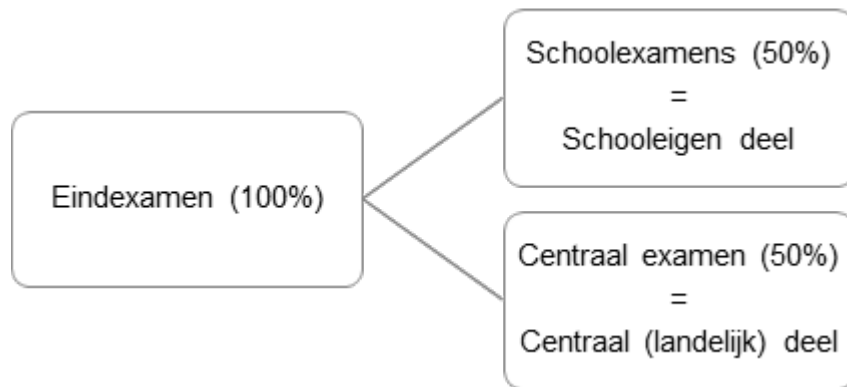 Eindexamen (100%)
Schoolexamens (50%)
=
Schooleigen deel
Centraal examen (50%)
=
Centraal (landelijk) deel